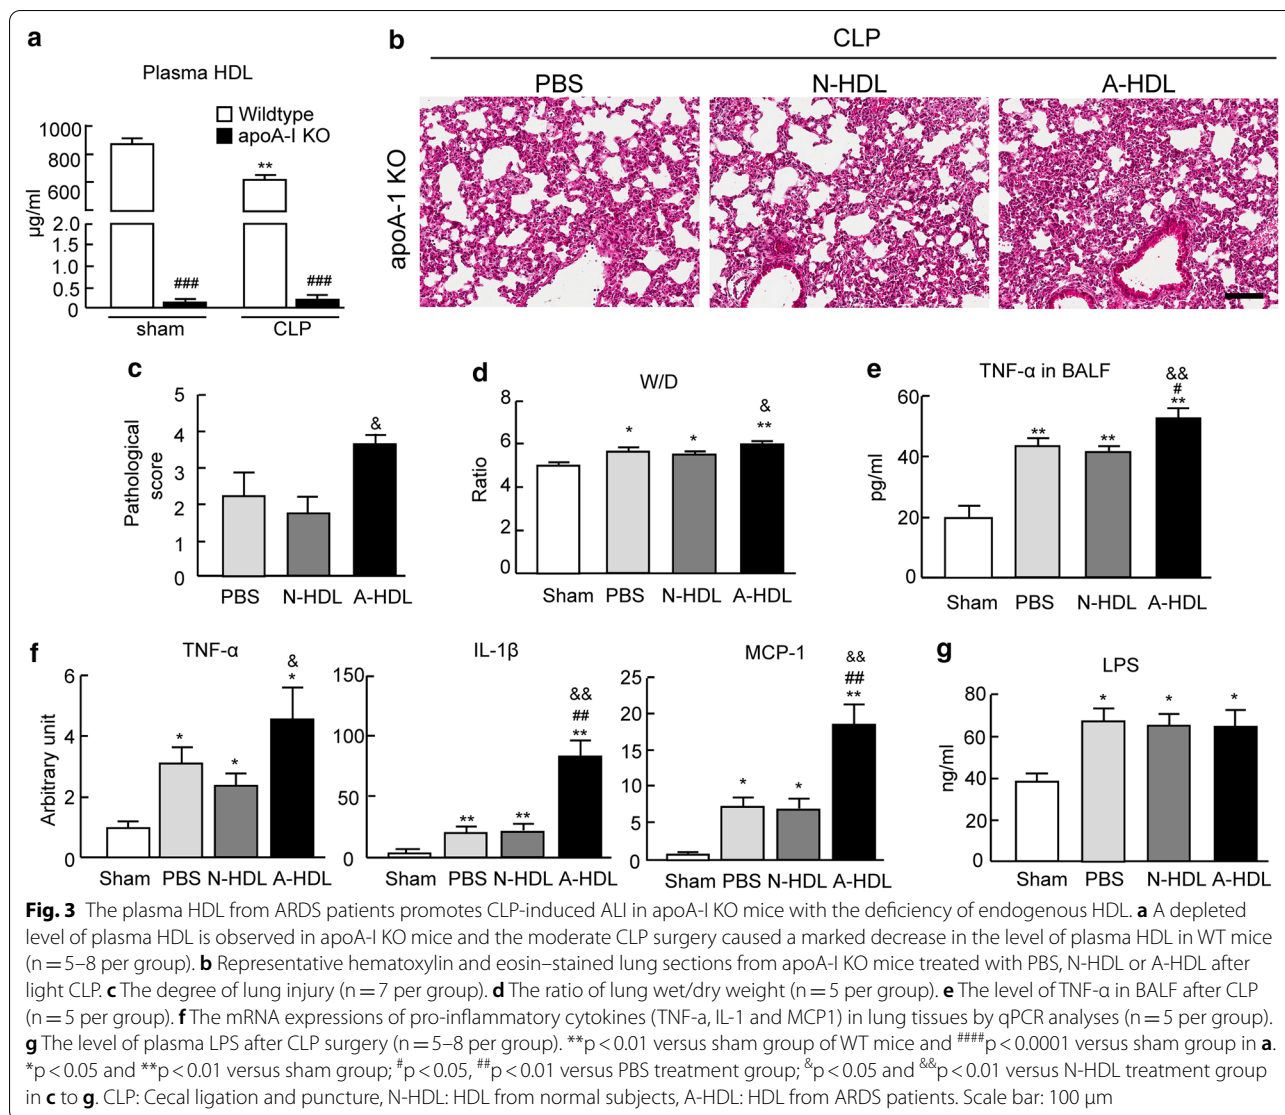 a
Plasma HDL
Wildtype
apoA-I KO
µg/ml
1000
800
600
2.0
1.5
1.0
0.5
0
**
###
###
sham
CLP
b
CLP
PBS
N-HDL
A-HDL
apoA-1 KO
c
Pathological
score
5
4
3
2
1
0
&
PBS
N-HDL
A-HDL
d
W/D
Ratio
8
6
4
2
0
*
*
&
**
Sham
PBS
N-HDL
A-HDL
e
TNF-α in BALF
pg/ml
60
40
20
0
**
**
&&
#
**
Sham
PBS
N-HDL
A-HDL
f
TNF-α
Arbitrary unit
6
4
2
0
*
*
&
*
Sham
PBS
N-HDL
A-HDL
IL-1β
150
100
50
0
**
**
&&
##
**
Sham
PBS
N-HDL
A-HDL
MCP-1
25
20
15
10
5
0
*
*
&&
##
**
Sham
PBS
N-HDL
A-HDL
g
LPS
ng/ml
80
60
40
20
0
*
*
*
Sham
PBS
N-HDL
A-HDL
Fig. 3 The plasma HDL from ARDS patients promotes CLP-induced ALI in apoA-I KO mice with the deficiency of endogenous HDL. a A depleted
level of plasma HDL is observed in apoA-I KO mice and the moderate CLP surgery caused a marked decrease in the level of plasma HDL in WT mice
(n = 5–8 per group). b Representative hematoxylin and eosin–stained lung sections from apoA-I KO mice treated with PBS, N-HDL or A-HDL after
light CLP. c The degree of lung injury (n = 7 per group). d The ratio of lung wet/dry weight (n = 5 per group). e The level of TNF-α in BALF after CLP
(n = 5 per group). f The mRNA expressions of pro-inflammatory cytokines (TNF-a, IL-1 and MCP1) in lung tissues by qPCR analyses (n = 5 per group).
g The level of plasma LPS after CLP surgery (n = 5–8 per group). **p < 0.01 versus sham group of WT mice and ####p < 0.0001 versus sham group in a.
*p < 0.05 and **p < 0.01 versus sham group; #p < 0.05, ##p < 0.01 versus PBS treatment group; &p < 0.05 and &&p < 0.01 versus N-HDL treatment group
in c to g. CLP: Cecal ligation and puncture, N-HDL: HDL from normal subjects, A-HDL: HDL from ARDS patients. Scale bar: 100 µm